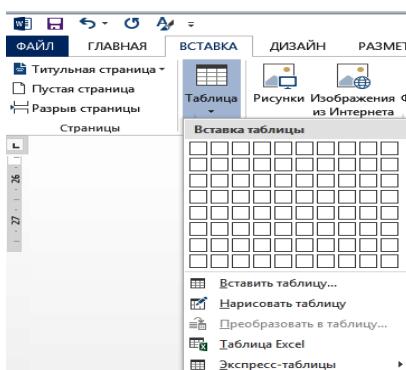 ФАЙЛ ГЛАВНАЯ ВСТАВКА ДИЗАЙН РАЗМЕТ
Титульная страница
Пустая страница
Разрыв страницы
Страницы
Таблица
Рисунки Изображения
из Интернета
Вставка таблицы
26
27
Вставить таблицу...
Нарисовать таблицу
Преобразовать в таблицу...
Таблица Excel
Экспресс-таблицы